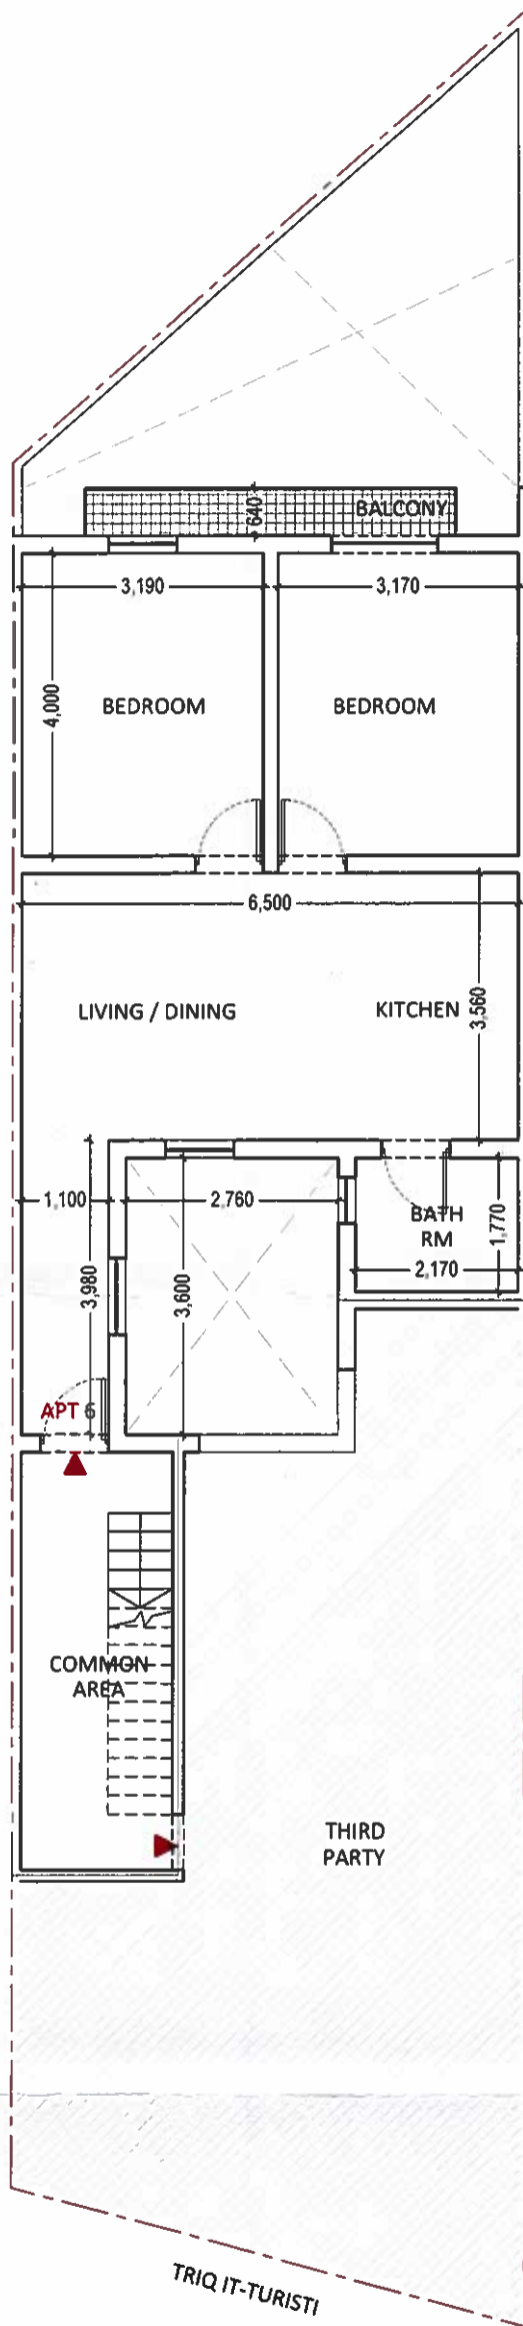 640
BALCONY
3,190
3,170
4,000
BEDROOM
BEDROOM
6,500
LIVING / DINING
KITCHEN
3,560
1,100
2,760
BATH
RM
1,770
2,170
3,980
3,600
APT 6
COMMON
AREA
THIRD
PARTY
TRIQ IT-TURISTI